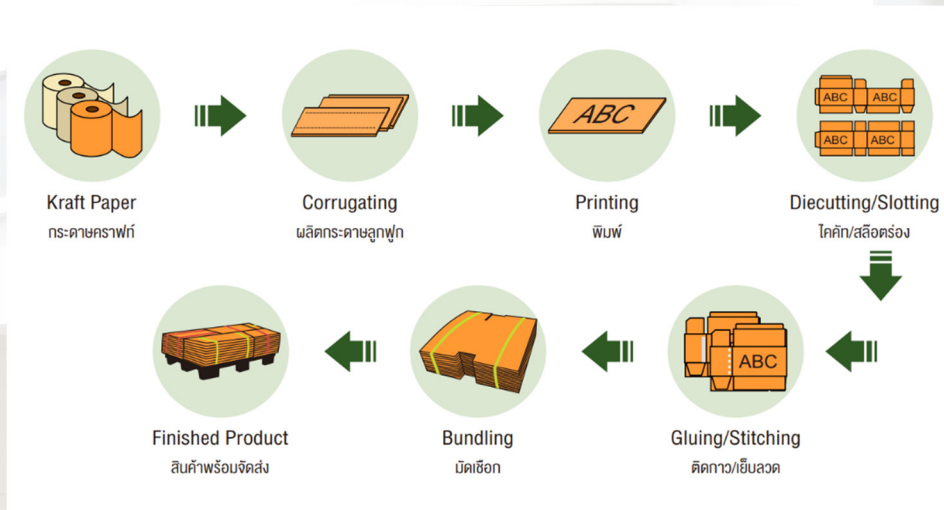 Kraft Paper
กระดาษคราฟท์
Corrugating
ผลิตกระดาษลูกฟูก
ABC
Printing
พิมพ์
ABC ABC
ABC ABC
Diecutting/Slotting
ไดคัท/สล๊อตร่อง
Finished Product
สินค้าพร้อมจัดส่ง
Bundling
มัดเชือก
ABC
Gluing/Stitching
ติดกาว/เย็บลวด